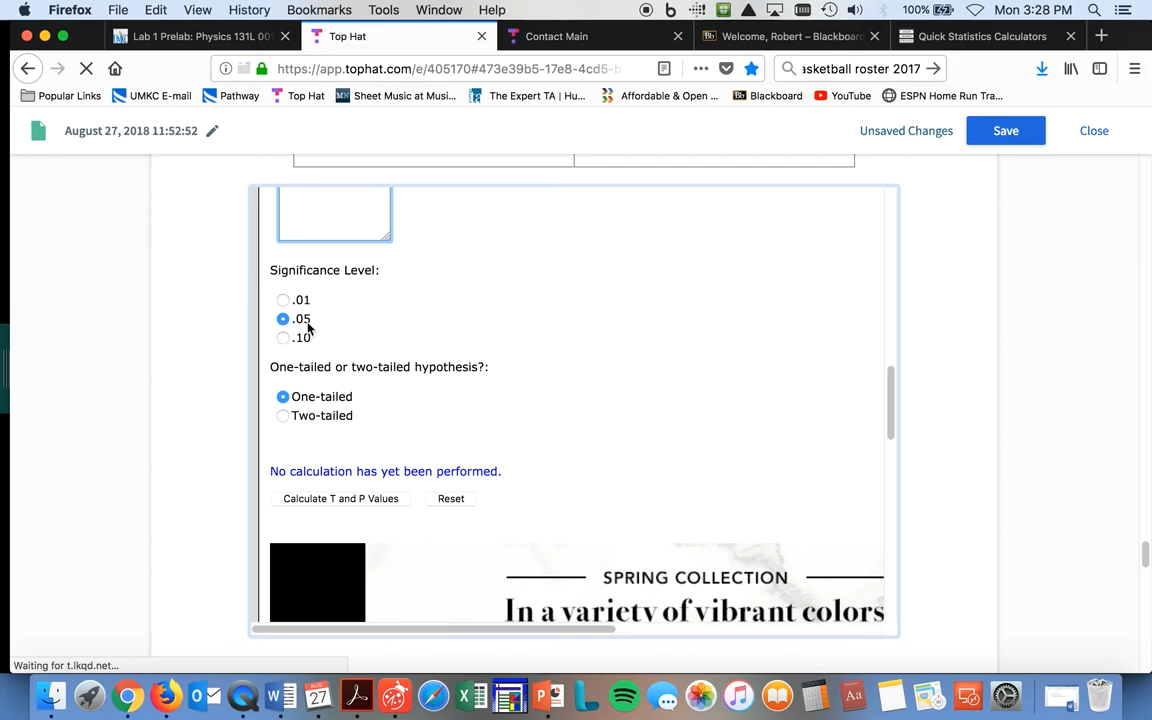 Firefox File Edit View History Bookmarks Tools Window Help 100% Mon 3:28 PM
Lab 1 Prelab: Physics 131L 001 Top Hat Contact Main Welcome, Robert – Blackboard Quick Statistics Calculators
https://app.tophat.com/e/405170#473e39b5-17e8-4cd5-b asketball roster 2017
Popular Links UMKC E-mail Pathway Top Hat Sheet Music at Musi... The Expert TA | Hu... Affordable & Open ... Blackboard YouTube ESPN Home Run Tra...
August 27, 2018 11:52:52 Unsaved Changes Save Close
Significance Level:
.01
.05
.10
One-tailed or two-tailed hypothesis?:
One-tailed
Two-tailed
No calculation has yet been performed.
Calculate T and P Values Reset
SPRING COLLECTION
In a variety of vibrant colors
Waiting for t.lkqd.net...